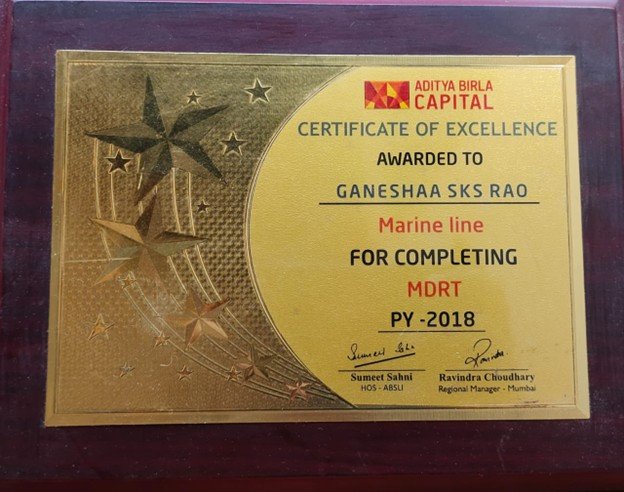 ADITYA BIRLA
CAPITAL
CERTIFICATE OF EXCELLENCE
AWARDED TO
GANESHAA SKS RAO
Marine line
FOR COMPLETING
MDRT
PY -2018
Sumeet Sahni
HOS - ABSLI
Ravindra Choudhary
Regional Manager - Mumbai